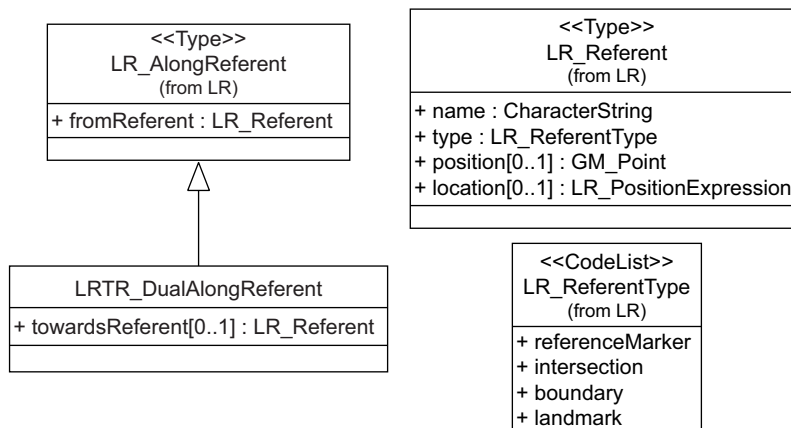 <<Type>>
LR_AlongReferent
(from LR)
+ fromReferent : LR_Referent
LRTR_DualAlongReferent
+ towardsReferent[0..1] : LR_Referent
<<Type>>
LR_Referent
(from LR)
+ name : CharacterString
+ type : LR_ReferentType
+ position[0..1] : GM_Point
+ location[0..1] : LR_PositionExpression
<<CodeList>>
LR_ReferentType
(from LR)
+ referenceMarker
+ intersection
+ boundary
+ landmark